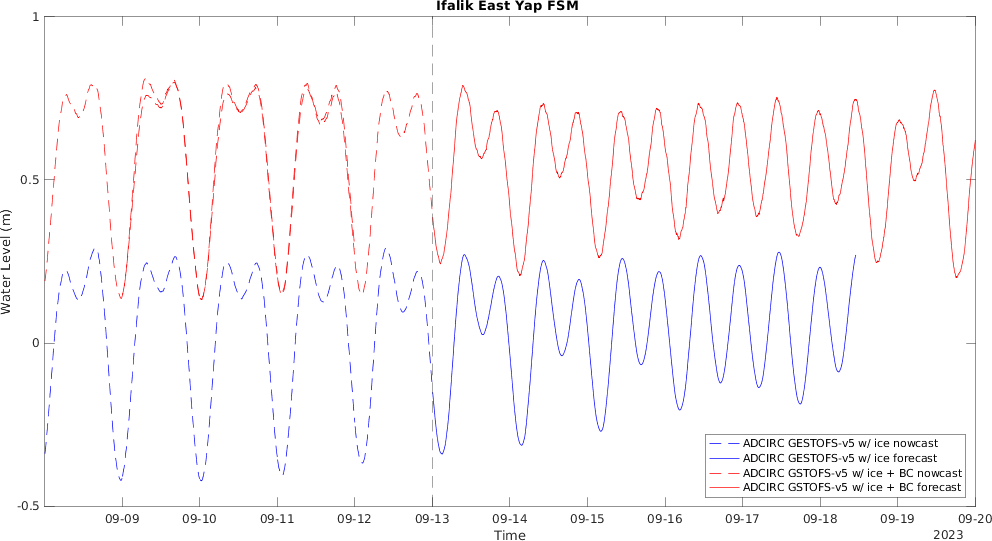 Ifalik East Yap FSM
1
0.5
0
-0.5
Water Level (m)
ADCIRC GESTOFS-v5 w/ ice nowcast
ADCIRC GESTOFS-v5 w/ ice forecast
ADCIRC GSTOFS-v5 w/ ice + BC nowcast
ADCIRC GSTOFS-v5 w/ ice + BC forecast
09-09 09-10 09-11 09-12 09-13 09-14 09-15 09-16 09-17 09-18 09-19 09-20
Time 2023